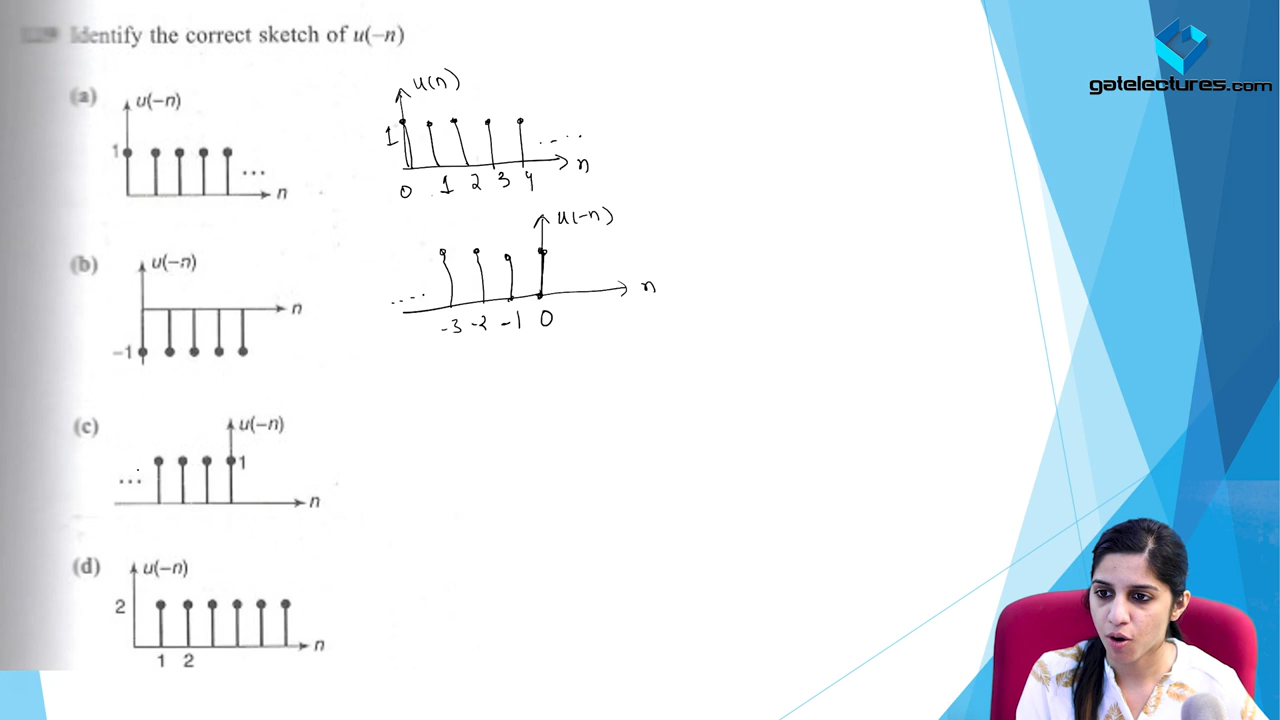 Identify the correct sketch of u(−n)
(a)
u(−n)
1
...
n
(b)
u(−n)
n
−1
(c)
u(−n)
1
...
n
(d)
u(−n)
2
n
1 2
u(n)
1
....
n
0 1 2 3 4
u(-n)
....
n
-3 -2 -1 0
gatelectures.com